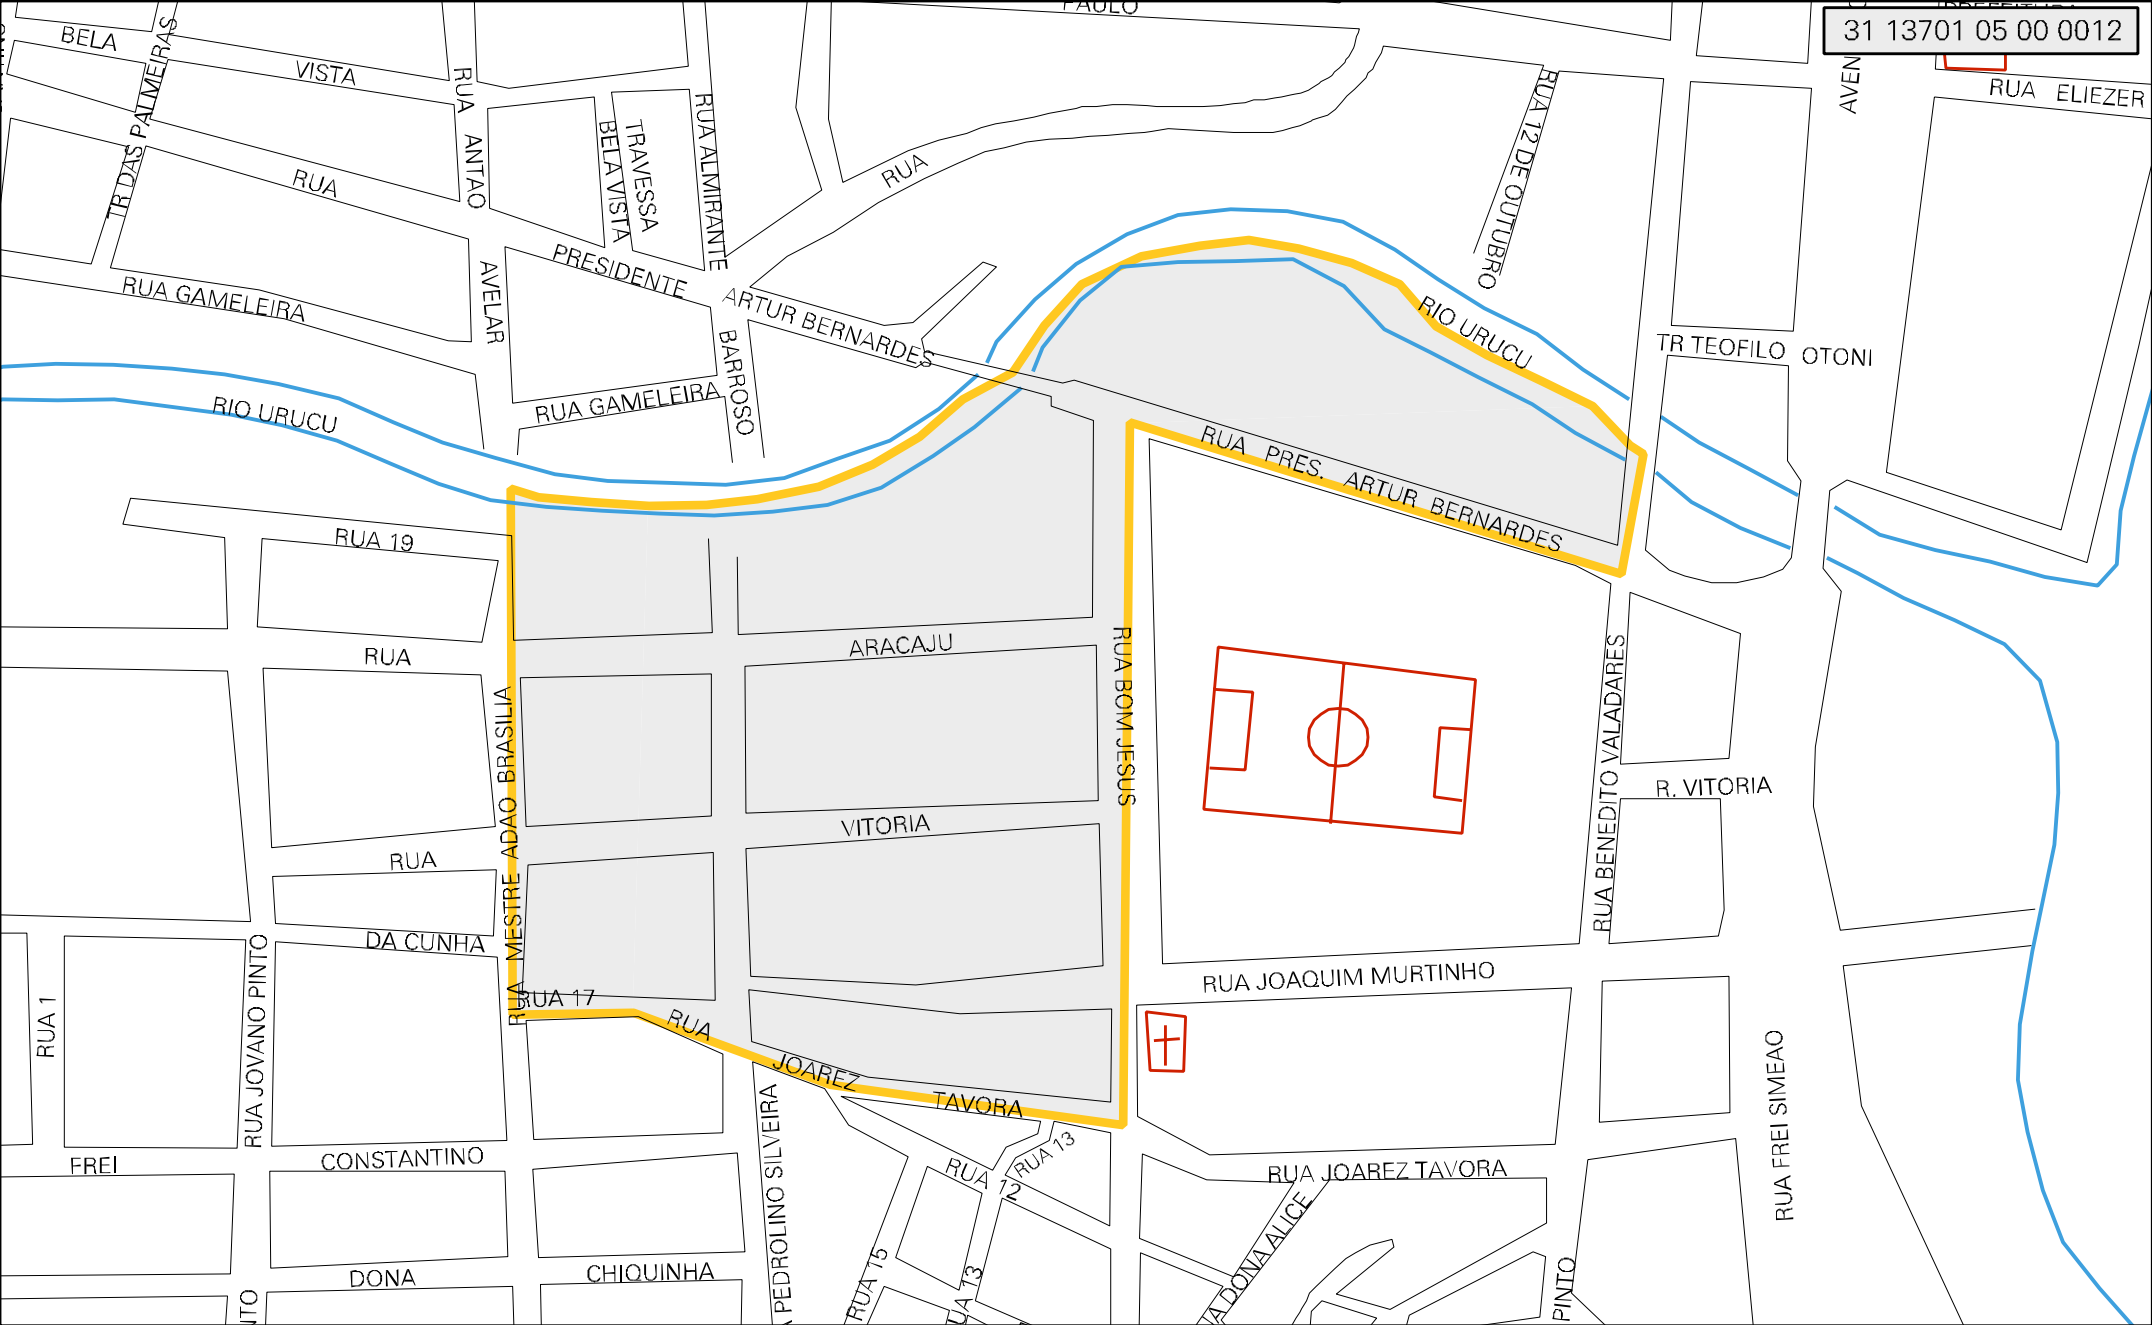 PAULO
31 13701 05 00 0012
BELA
VISTA
TR DAS PALMEIRAS
RUA ANTAO
AVELAR
RUA ELIEZER
RUA
PRESIDENTE
ARTUR BERNARDES
BELA VISTA
TRAVESSA
RUA ALMIRANTE
BARROSO
RUA
RUA 12 DE OUTUBRO
RUA GAMELEIRA
RUA GAMELEIRA
RIO URUCU
RIO URUCU
TR TEOFILO OTONI
RUA PRES. ARTUR BERNARDES
RUA 19
RUA
ARACAJU
RUA MESTRE ADAO BRASILIA
RUA BOM JESUS
RUA BENEDITO VALADARES
R. VITORIA
RUA
VITORIA
DA CUNHA
RUA JOAQUIM MURTINHO
RUA 1
RUA JOVANO PINTO
RUA 17
RUA
JOAREZ
TAVORA
RUA FREI SIMEAO
FREI
CONSTANTINO
PEDROLINO SILVEIRA
RUA 13
RUA 12
RUA JOAREZ TAVORA
DONA ALICE
DONA
CHIQUINHA
RUA 15
UA 13
PINTO